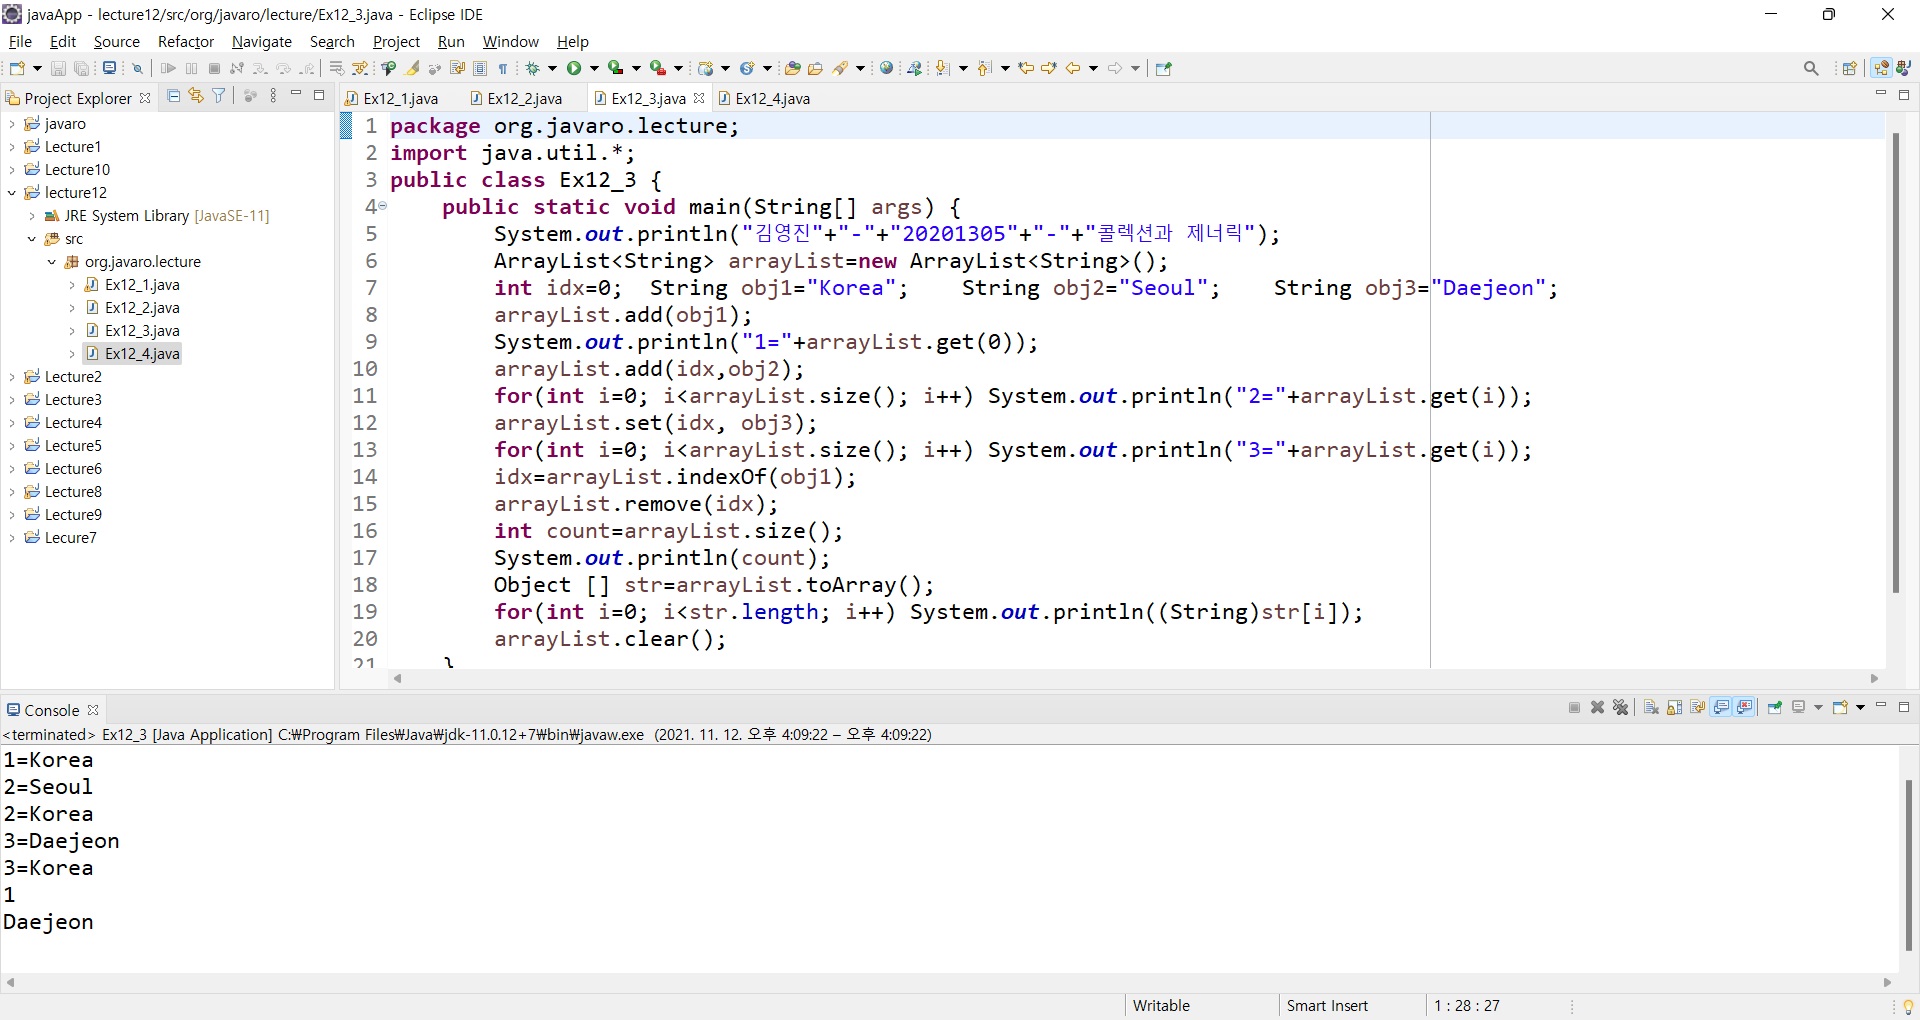 javaApp - lecture12/src/org/javaro/lecture/Ex12_3.java - Eclipse IDE
File Edit Source Refactor Navigate Search Project Run Window Help
Project Explorer
javaro
Lecture1
Lecture10
lecture12
JRE System Library [JavaSE-11]
src
org.javaro.lecture
Ex12_1.java
Ex12_2.java
Ex12_3.java
Ex12_4.java
Lecture2
Lecture3
Lecture4
Lecture5
Lecture6
Lecture8
Lecture9
Lecure7
Ex12_1.java Ex12_2.java Ex12_3.java Ex12_4.java
1 package org.javaro.lecture;
2 import java.util.*;
3 public class Ex12_3 {
4 public static void main(String[] args) {
5 System.out.println("김영진"+"-"+"20201305"+"-"+"콜렉션과 제너릭");
6 ArrayList<String> arrayList=new ArrayList<String>();
7 int idx=0; String obj1="Korea"; String obj2="Seoul"; String obj3="Daejeon";
8 arrayList.add(obj1);
9 System.out.println("1="+arrayList.get(0));
10 arrayList.add(idx,obj2);
11 for(int i=0; i<arrayList.size(); i++) System.out.println("2="+arrayList.get(i));
12 arrayList.set(idx, obj3);
13 for(int i=0; i<arrayList.size(); i++) System.out.println("3="+arrayList.get(i));
14 idx=arrayList.indexOf(obj1);
15 arrayList.remove(idx);
16 int count=arrayList.size();
17 System.out.println(count);
18 Object [] str=arrayList.toArray();
19 for(int i=0; i<str.length; i++) System.out.println((String)str[i]);
20 arrayList.clear();
21 }
Console
<terminated> Ex12_3 [Java Application] C:₩Program Files₩Java₩jdk-11.0.12+7₩bin₩javaw.exe (2021. 11. 12. 오후 4:09:22 – 오후 4:09:22)
1=Korea
2=Seoul
2=Korea
3=Daejeon
3=Korea
1
Daejeon
Writable Smart Insert 1 : 28 : 27